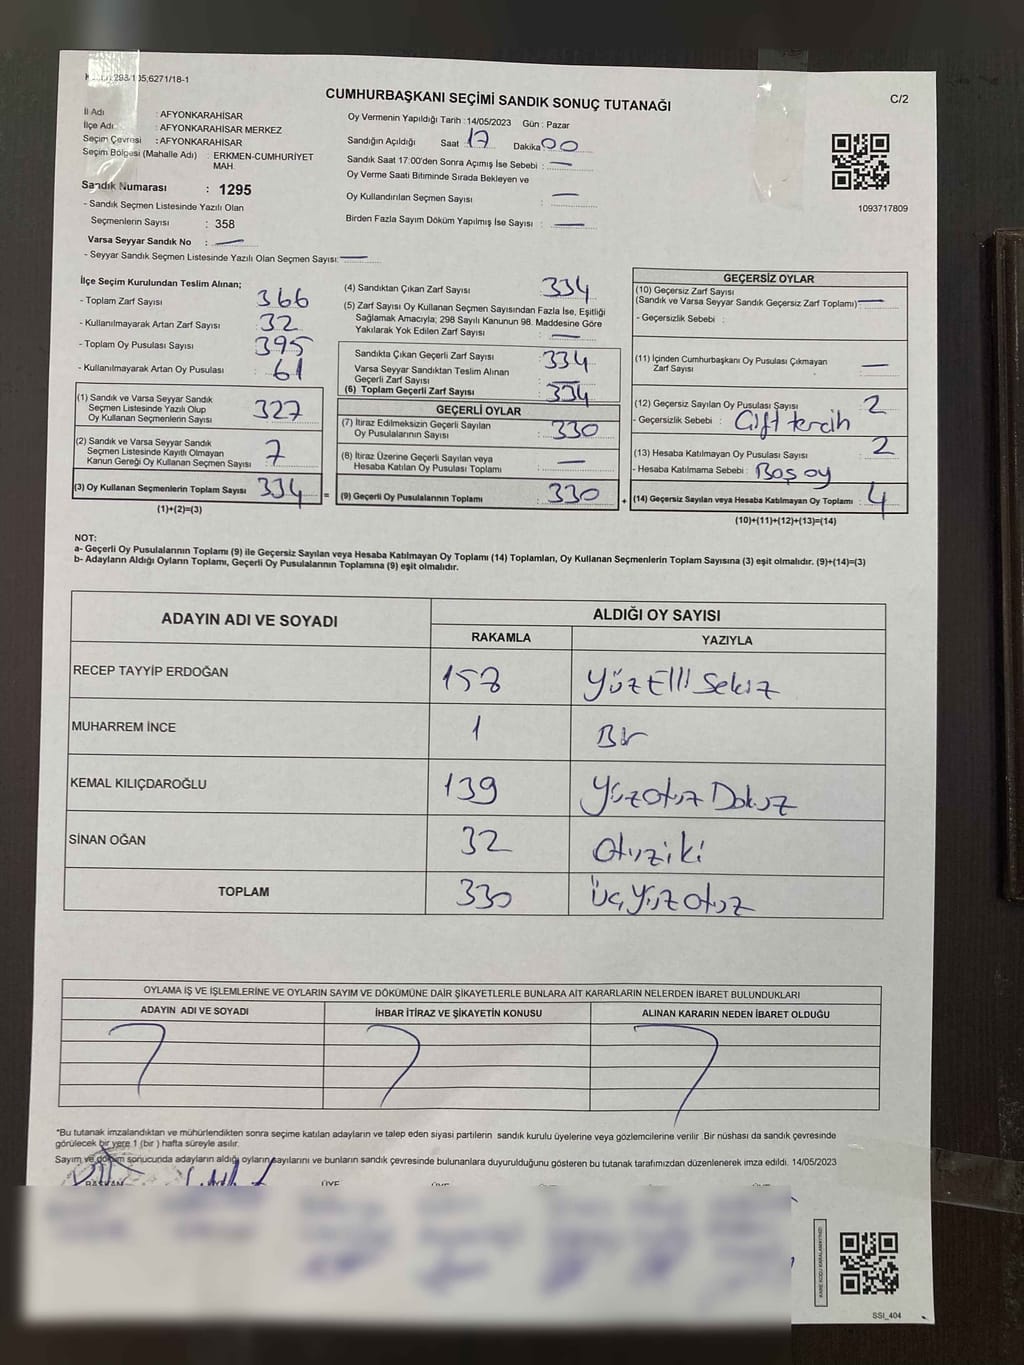 298/105,6271/18-1
CUMHURBAŞKANI SEÇİMİ SANDIK SONUÇ TUTANAĞI
C/2
İl Adı : AFYONKARAHİSAR
İlçe Adı : AFYONKARAHİSAR MERKEZ
Seçim Çevresi : AFYONKARAHİSAR
Seçim Bölgesi (Mahalle Adı) : ERKMEN-CUMHURİYET
MAH.
Sandık Numarası : 1295
- Sandık Seçmen Listesinde Yazılı Olan
Seçmenlerin Sayısı : 358
Varsa Seyyar Sandık No : —
- Seyyar Sandık Seçmen Listesinde Yazılı Olan Seçmen Sayısı: —
Oy Vermenin Yapıldığı Tarih : 14/05/2023 Gün : Pazar
Sandığın Açıldığı Saat 17 Dakika 00
Sandık Saat 17:00'den Sonra Açımış İse Sebebi : —
Oy Verme Saati Bitiminde Sırada Bekleyen ve
Oy Kullandırılan Seçmen Sayısı : —
Birden Fazla Sayım Döküm Yapılmış İse Sayısı : —
1093717809
İlçe Seçim Kurulundan Teslim Alınan;
- Toplam Zarf Sayısı : 366
- Kullanılmayarak Artan Zarf Sayısı : 32
- Toplam Oy Pusulası Sayısı : 395
- Kullanılmayarak Artan Oy Pusulası : 61
(1) Sandık ve Varsa Seyyar Sandık
Seçmen Listesinde Yazılı Olup
Oy Kullanan Seçmenlerin Sayısı : 327
(2) Sandık ve Varsa Seyyar Sandık
Seçmen Listesinde Kayıtlı Olmayan
Kanun Gereği Oy Kullanan Seçmen Sayısı : 7
(3) Oy Kullanan Seçmenlerin Toplam Sayısı : 334
(1)+(2)=(3)
(4) Sandıktan Çıkan Zarf Sayısı : 334
(5) Zarf Sayısı Oy Kullanan Seçmen Sayısından Fazla İse, Eşitliği
Sağlamak Amacıyla; 298 Sayılı Kanunun 98. Maddesine Göre
Yakılarak Yok Edilen Zarf Sayısı : —
Sandıkta Çıkan Geçerli Zarf Sayısı : 334
Varsa Seyyar Sandıktan Teslim Alınan
Geçerli Zarf Sayısı : —
(6) Toplam Geçerli Zarf Sayısı : 334
GEÇERLİ OYLAR
(7) İtiraz Edilmeksizin Geçerli Sayılan
Oy Pusulalarının Sayısı : 330
(8) İtiraz Üzerine Geçerli Sayılan veya
Hesaba Katılan Oy Pusulası Toplamı : —
= (9) Geçerli Oy Pusulalarının Toplamı : 330 +
GEÇERSİZ OYLAR
(10) Geçersiz Zarf Sayısı
(Sandık ve Varsa Seyyar Sandık Geçersiz Zarf Toplamı) : —
- Geçersizlik Sebebi :
(11) İçinden Cumhurbaşkanı Oy Pusulası Çıkmayan
Zarf Sayısı : —
(12) Geçersiz Sayılan Oy Pusulası Sayısı : 2
- Geçersizlik Sebebi : Çift tercih
(13) Hesaba Katılmayan Oy Pusulası Sayısı : 2
- Hesaba Katılmama Sebebi : Boş oy
(14) Geçersiz Sayılan veya Hesaba Katılmayan Oy Toplamı : 4
(10)+(11)+(12)+(13)=(14)
NOT:
a- Geçerli Oy Pusulalarının Toplamı (9) ile Geçersiz Sayılan veya Hesaba Katılmayan Oy Toplamı (14) Toplamları, Oy Kullanan Seçmenlerin Toplam Sayısına (3) eşit olmalıdır. (9)+(14)=(3)
b- Adayların Aldığı Oyların Toplamı, Geçerli Oy Pusulalarının Toplamına (9) eşit olmalıdır.
ADAYIN ADI VE SOYADI
ALDIĞI OY SAYISI
RAKAMLA YAZIYLA
RECEP TAYYİP ERDOĞAN 158 Yüz Elli Sekiz
MUHARREM İNCE 1 Bir
KEMAL KILIÇDAROĞLU 139 Yüzotuz Dokuz
SİNAN OĞAN 32 Otuziki
TOPLAM 330 Üç yüz otuz
OYLAMA İŞ VE İŞLEMLERİNE VE OYLARIN SAYIM VE DÖKÜMÜNE DAİR ŞİKAYETLERLE BUNLARA AİT KARARLARIN NELERDEN İBARET BULUNDUKLARI
ADAYIN ADI VE SOYADI İHBAR İTİRAZ VE ŞİKAYETİN KONUSU ALINAN KARARIN NEDEN İBARET OLDUĞU
*Bu tutanak imzalandıktan ve mühürlendikten sonra seçime katılan adayların ve talep eden siyasi partilerin sandık kurulu üyelerine veya gözlemcilerine verilir .Bir nüshası da sandık çevresinde
görülecek bir yere 1 (bir ) hafta süreyle asılır.
Sayım ve döküm sonucunda adayların aldığı oyların sayılarını ve bunların sandık çevresinde bulunanlara duyurulduğunu gösteren bu tutanak tarafımızdan düzenlenerek imza edildi. 14/05/2023
BAŞKAN ÜYE
SSI_404